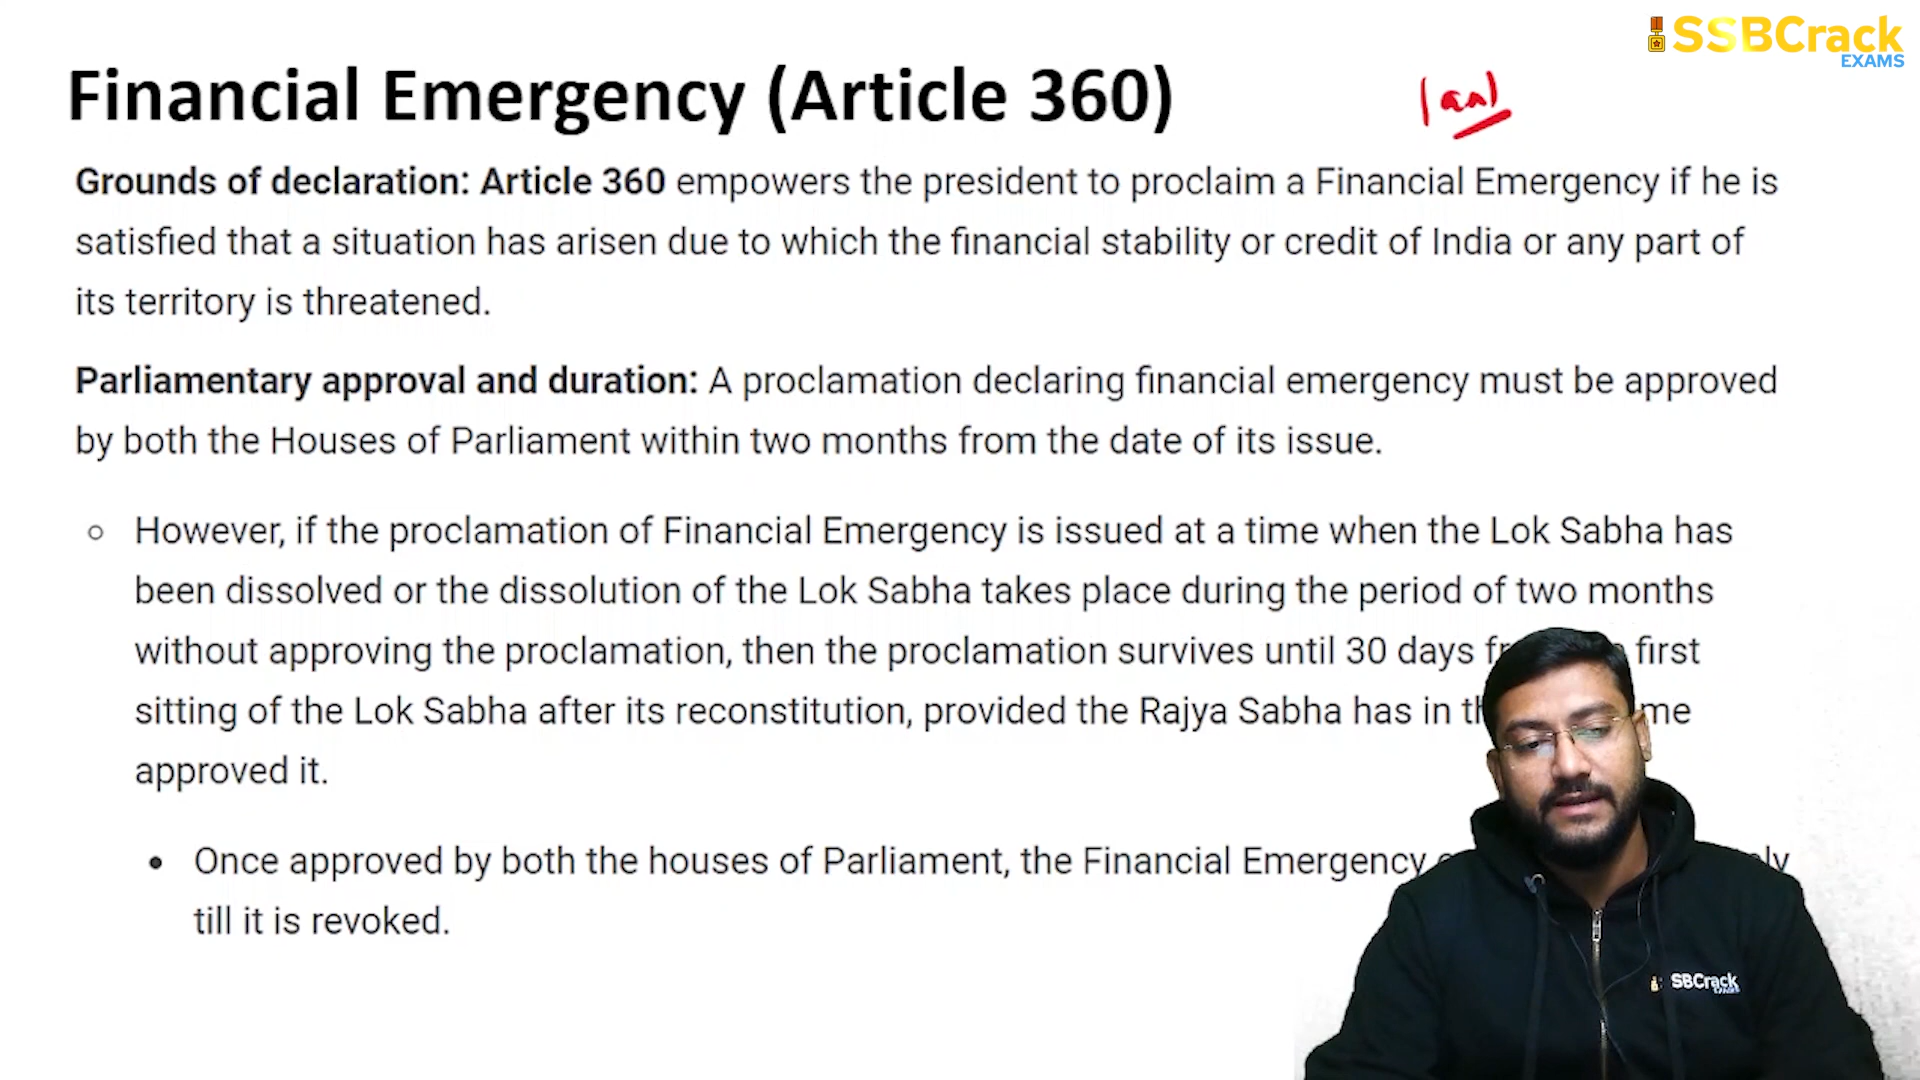 SSBCrack
EXAMS
Financial Emergency (Article 360)
Grounds of declaration: Article 360 empowers the president to proclaim a Financial Emergency if he is
satisfied that a situation has arisen due to which the financial stability or credit of India or any part of
its territory is threatened.
Parliamentary approval and duration: A proclamation declaring financial emergency must be approved
by both the Houses of Parliament within two months from the date of its issue.
However, if the proclamation of Financial Emergency is issued at a time when the Lok Sabha has
been dissolved or the dissolution of the Lok Sabha takes place during the period of two months
without approving the proclamation, then the proclamation survives until 30 days first
sitting of the Lok Sabha after its reconstitution, provided the Rajya Sabha has in
approved it.
Once approved by both the houses of Parliament, the Financial Emergency
till it is revoked.
SBCrack
EXAMS